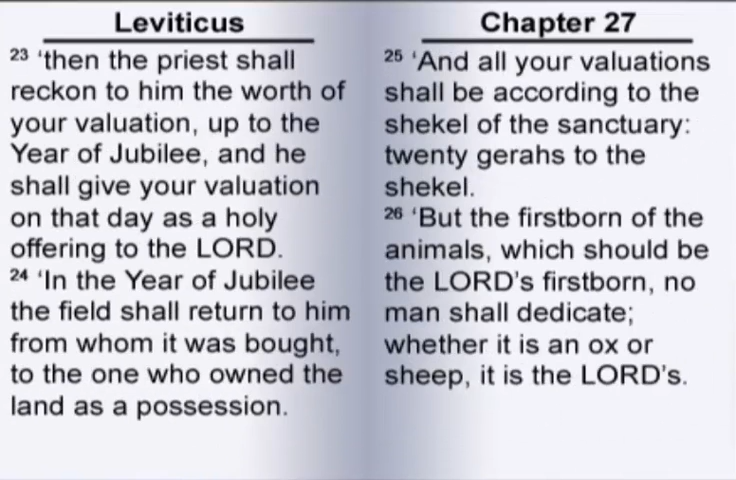 Leviticus
23 ‘then the priest shall
reckon to him the worth of
your valuation, up to the
Year of Jubilee, and he
shall give your valuation
on that day as a holy
offering to the LORD.
24 ‘In the Year of Jubilee
the field shall return to him
from whom it was bought,
to the one who owned the
land as a possession.
Chapter 27
25 ‘And all your valuations
shall be according to the
shekel of the sanctuary:
twenty gerahs to the
shekel.
26 ‘But the firstborn of the
animals, which should be
the LORD’s firstborn, no
man shall dedicate;
whether it is an ox or
sheep, it is the LORD’s.